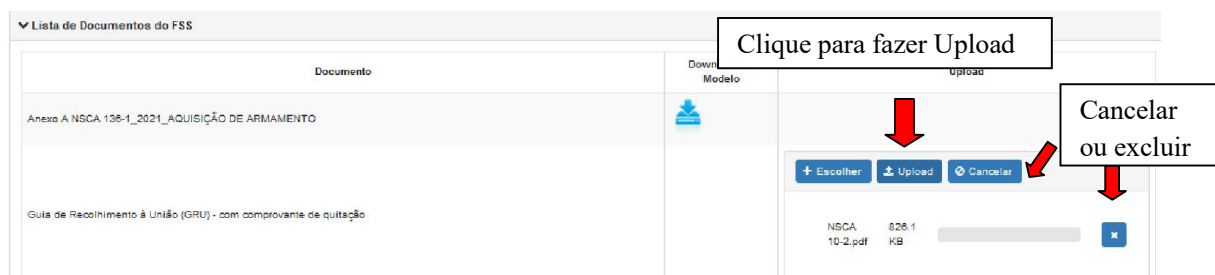 Lista de Documentos do FSS
Clique para fazer Upload
Documento
Modelo
Upload
Anexo A NSCA 136-1_2021_AQUISIÇÃO DE ARMAMENTO
Cancelar
ou excluir
Escolher
Upload
Cancelar
Guia de Recolhimento à União (GRU) - com comprovante de quitação
NSCA
10-2.pdf
826.1
KB